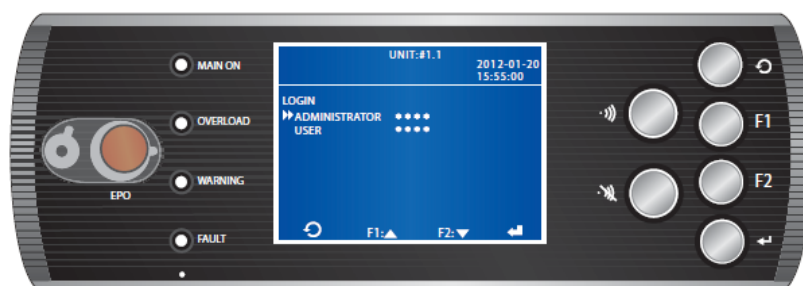 UNIT:#1.1
2012-01-20
15:55:00
LOGIN
ADMINISTRATOR ****
USER ****
F1: F2:
EPO
MAIN ON
OVERLOAD
WARNING
FAULT
F1
F2